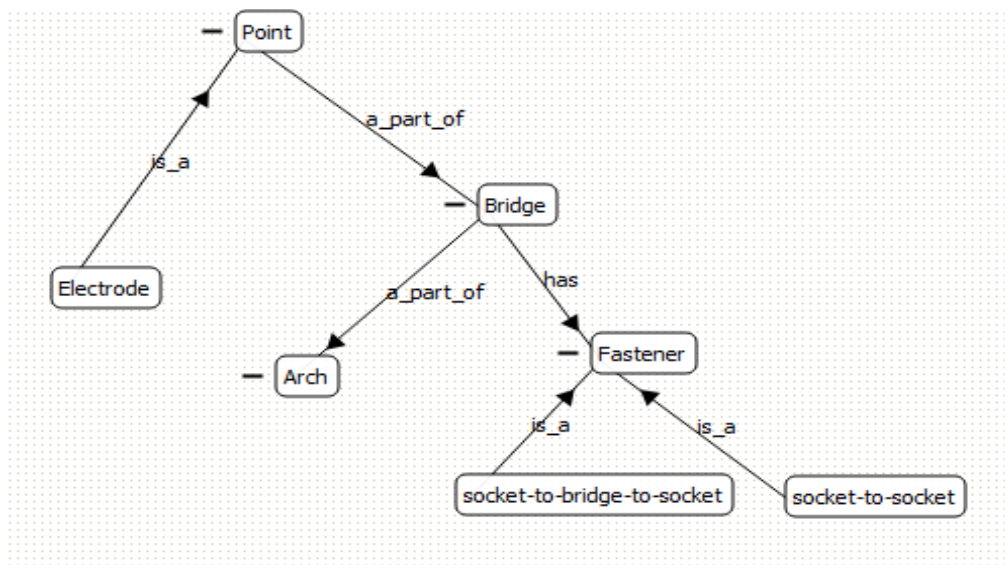 Point
a_part_of
is_a
Bridge
Electrode
has
a_part_of
Fastener
Arch
is_a
is_a
socket-to-bridge-to-socket
socket-to-socket